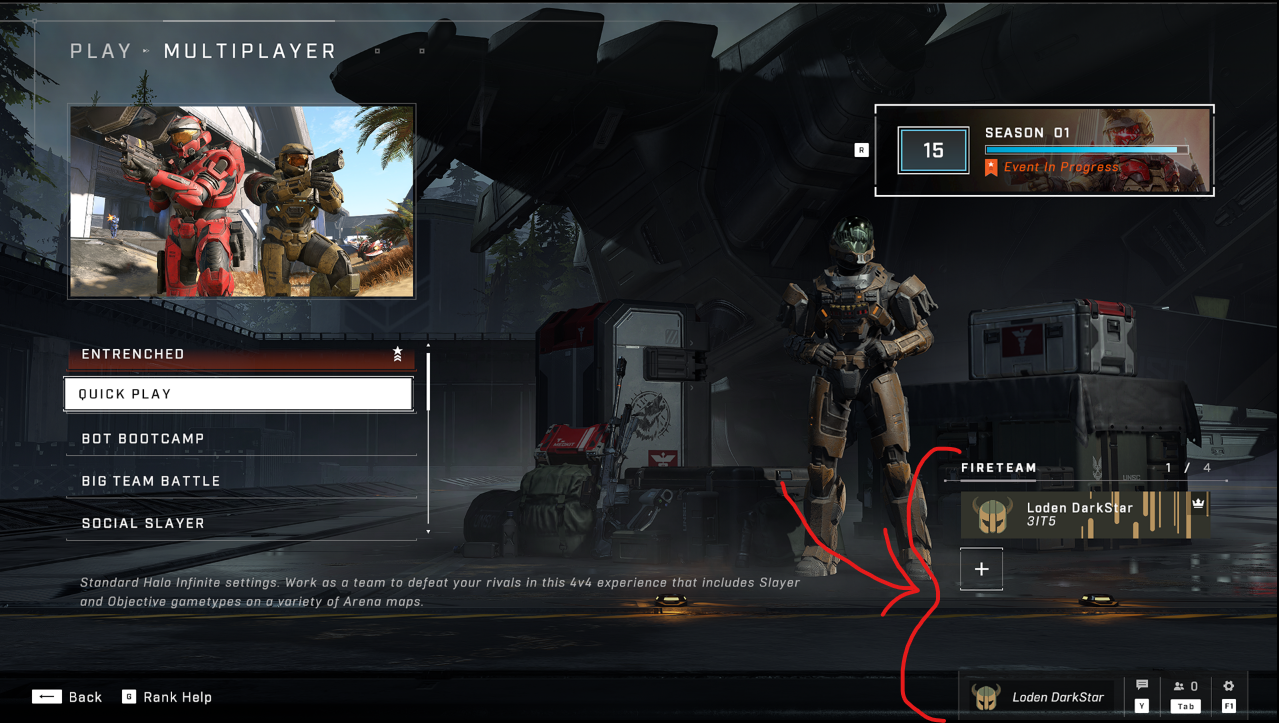 PLAY MULTIPLAYER
R
15
SEASON 01
Event In Progress
ENTRENCHED
QUICK PLAY
BOT BOOTCAMP
BIG TEAM BATTLE
SOCIAL SLAYER
Standard Halo Infinite settings. Work as a team to defeat your rivals in this 4v4 experience that includes Slayer
and Objective gametypes on a variety of Arena maps.
FIRETEAM 1 / 4
Loden DarkStar
3IT5
+
UNSC
Back
G Rank Help
Loden DarkStar
0
Y Tab F1